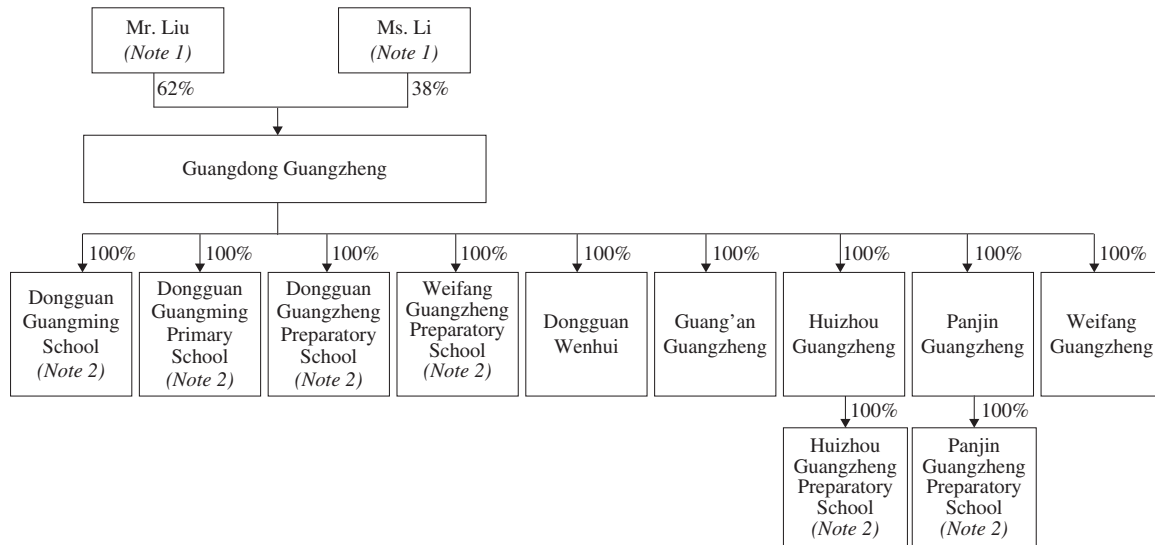 Mr. Liu
(Note 1)
Ms. Li
(Note 1)
62%
38%
Guangdong Guangzheng
100%
100%
100%
100%
100%
100%
100%
100%
100%
Dongguan
Guangming
School
(Note 2)
Dongguan
Guangming
Primary
School
(Note 2)
Dongguan
Guangzheng
Preparatory
School
(Note 2)
Weifang
Guangzheng
Preparatory
School
(Note 2)
Dongguan
Wenhui
Guang’an
Guangzheng
Huizhou
Guangzheng
Panjin
Guangzheng
Weifang
Guangzheng
100%
100%
Huizhou
Guangzheng
Preparatory
School
(Note 2)
Panjin
Guangzheng
Preparatory
School
(Note 2)